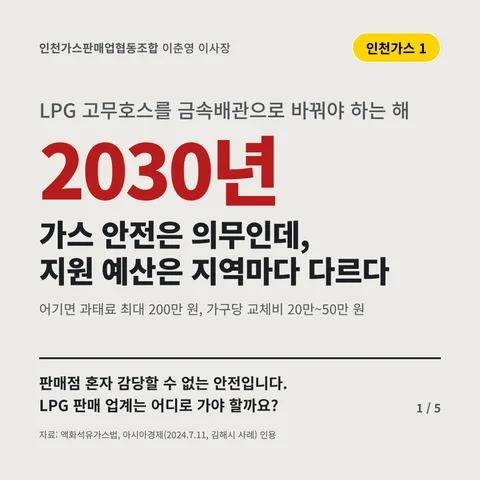 인천가스판매업협동조합 이춘영 이사장
인천가스 1
LPG 고무호스를 금속배관으로 바꿔야 하는 해
2030년
가스 안전은 의무인데,
지원 예산은 지역마다 다르다
어기면 과태료 최대 200만 원, 가구당 교체비 20만~50만 원
판매점 혼자 감당할 수 없는 안전입니다.
LPG 판매 업계는 어디로 가야 할까요?
1 / 5
자료: 액화석유가스법, 아시아경제(2024.7.11, 김해시 사례) 인용